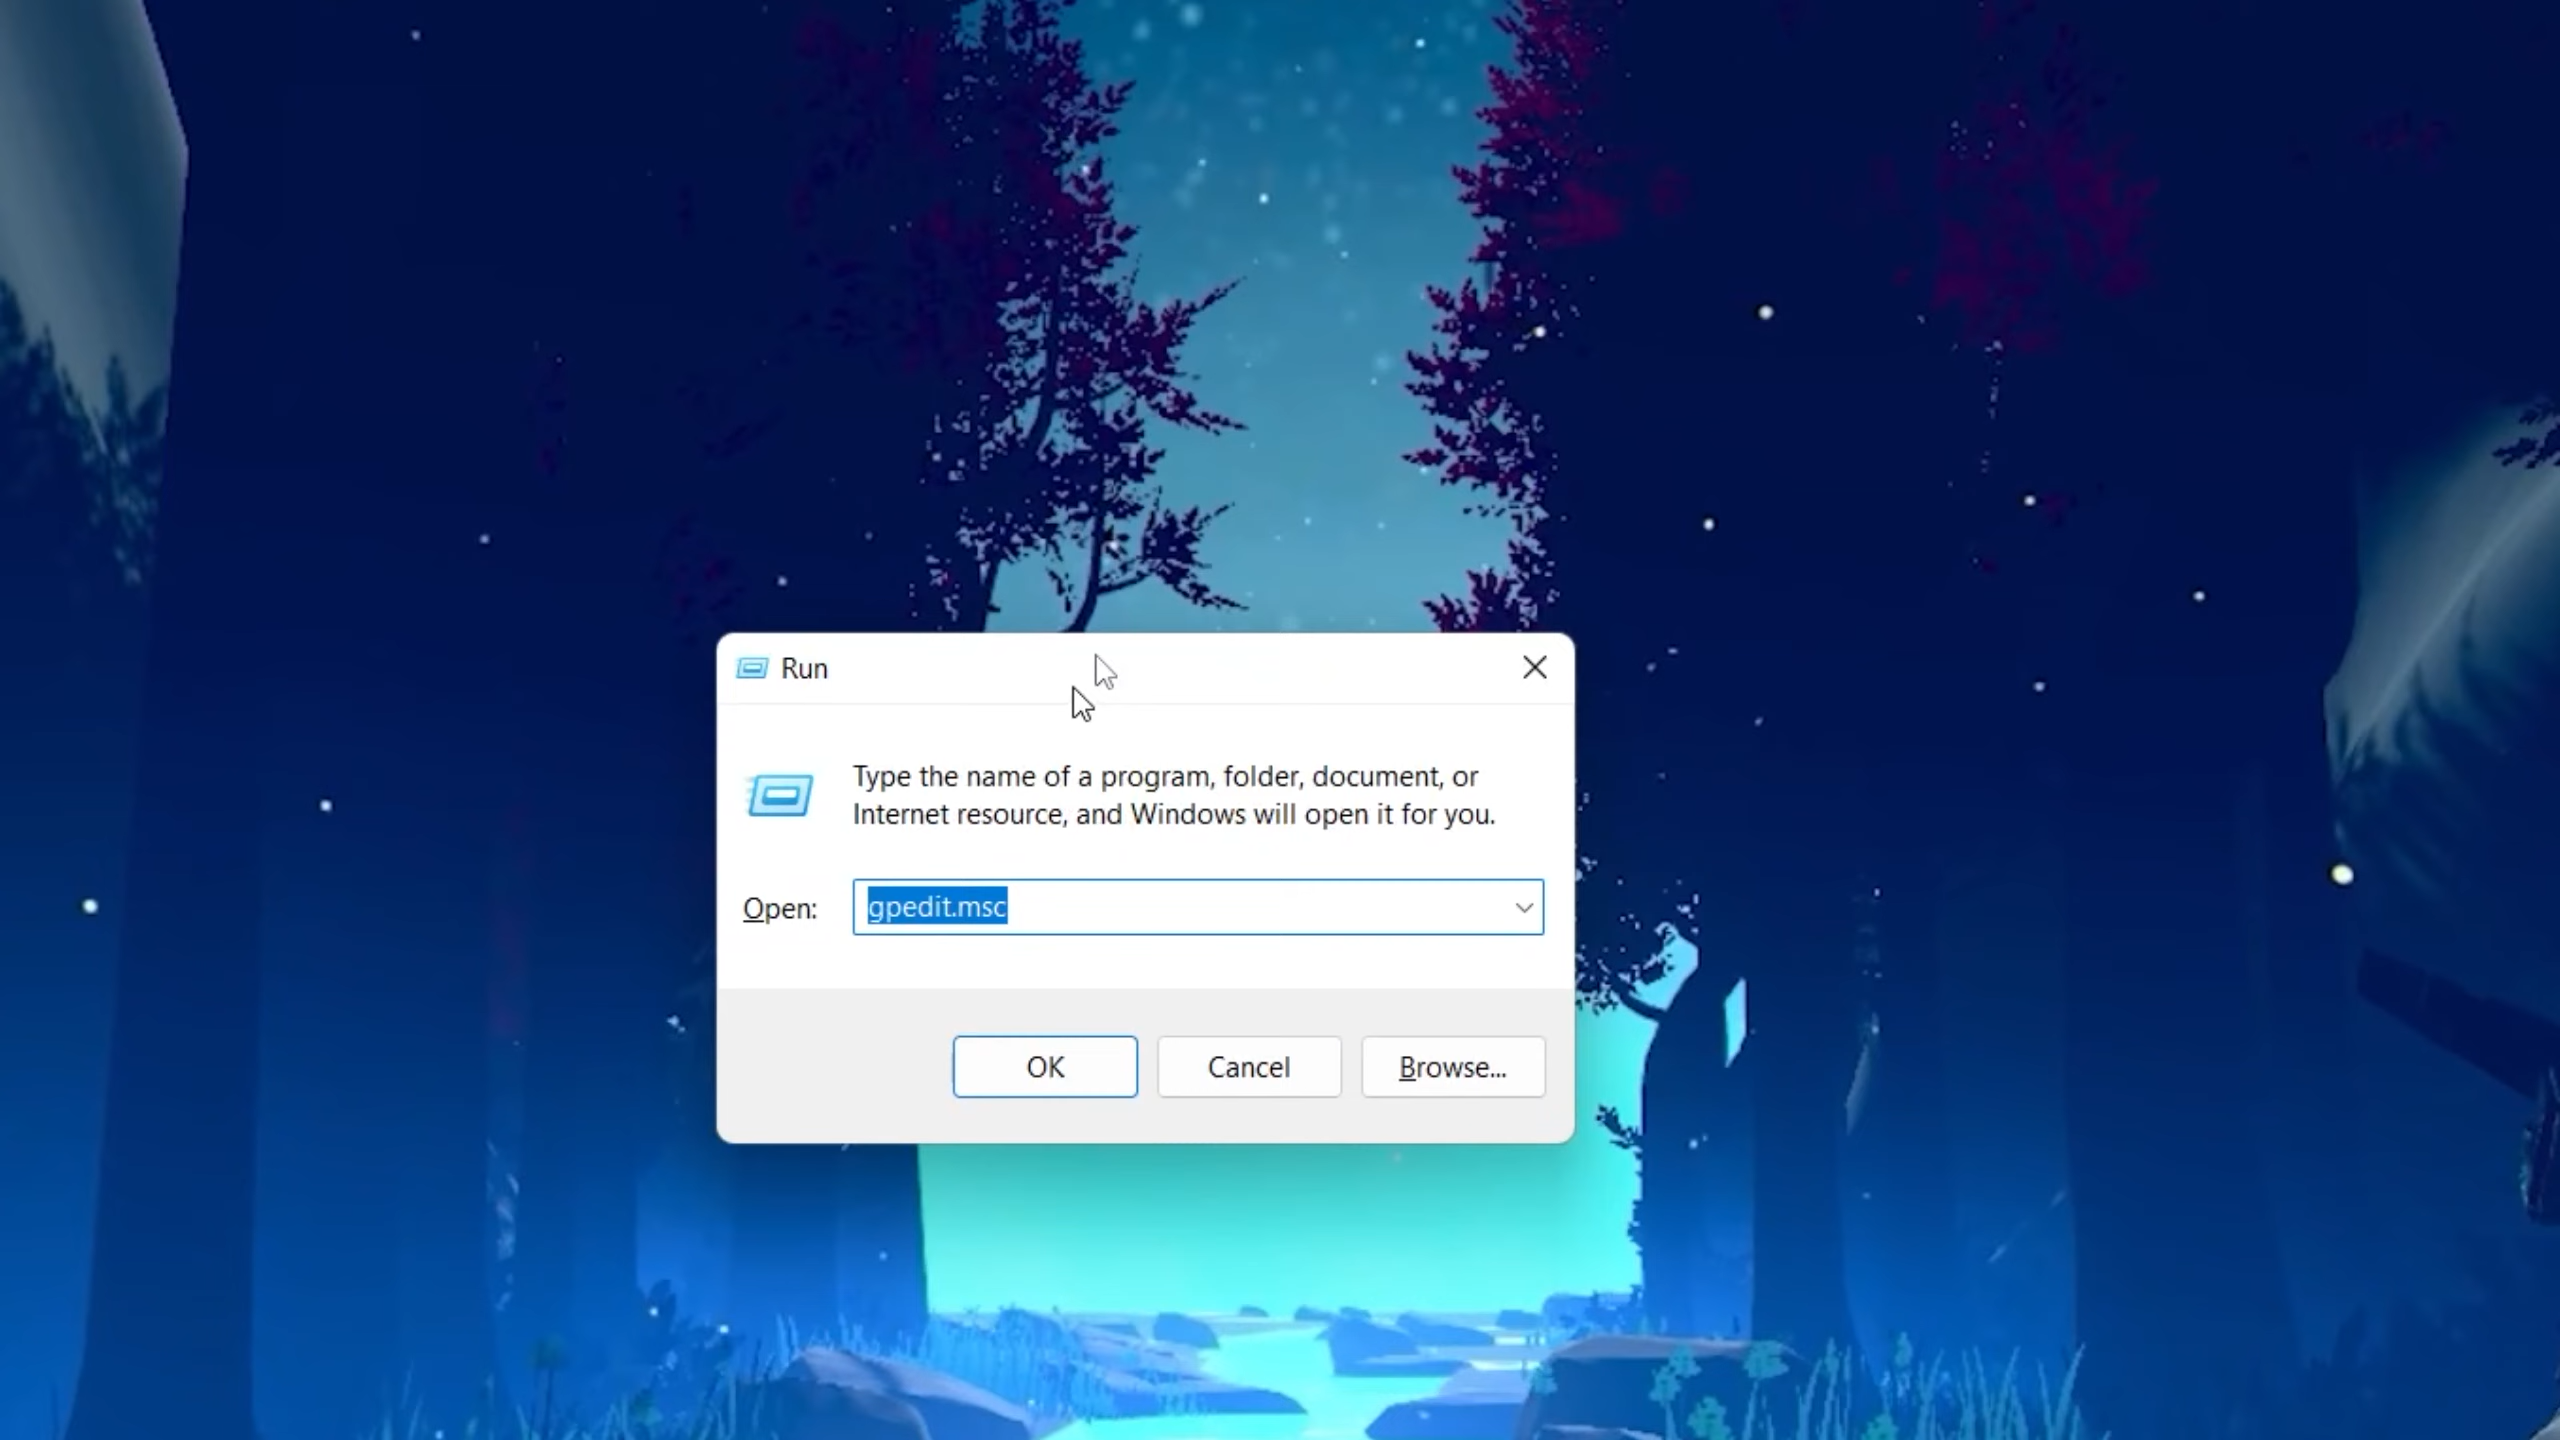 Run
Type the name of a program, folder, document, or
Internet resource, and Windows will open it for you.
Open: gpedit.msc
OK Cancel Browse...